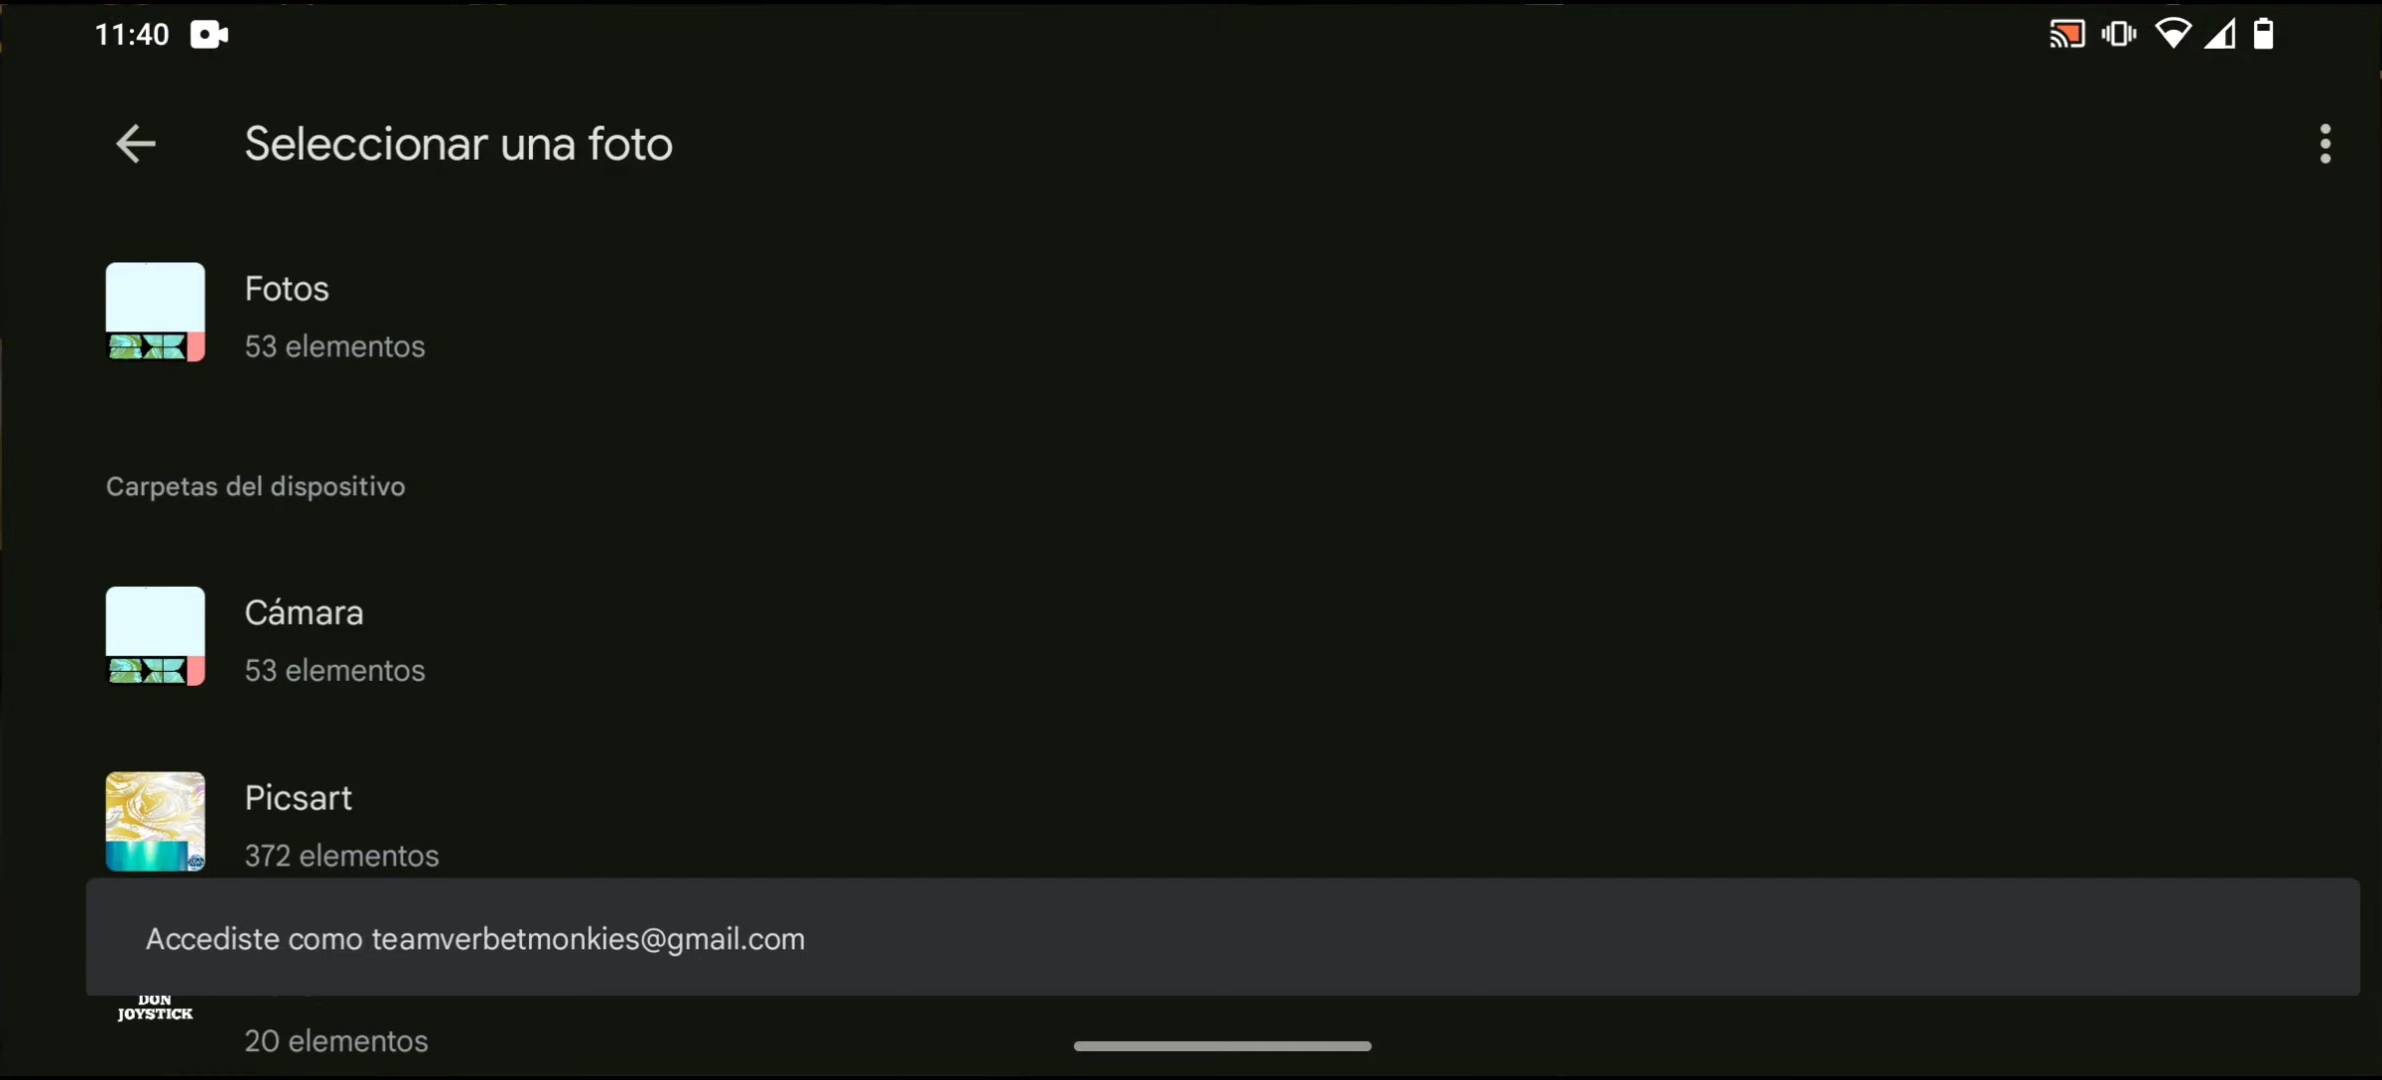 11:40
Seleccionar una foto
Fotos
53 elementos
Carpetas del dispositivo
Cámara
53 elementos
Picsart
372 elementos
Accediste como teamverbetmonkies@gmail.com
DON
JOYSTICK
20 elementos